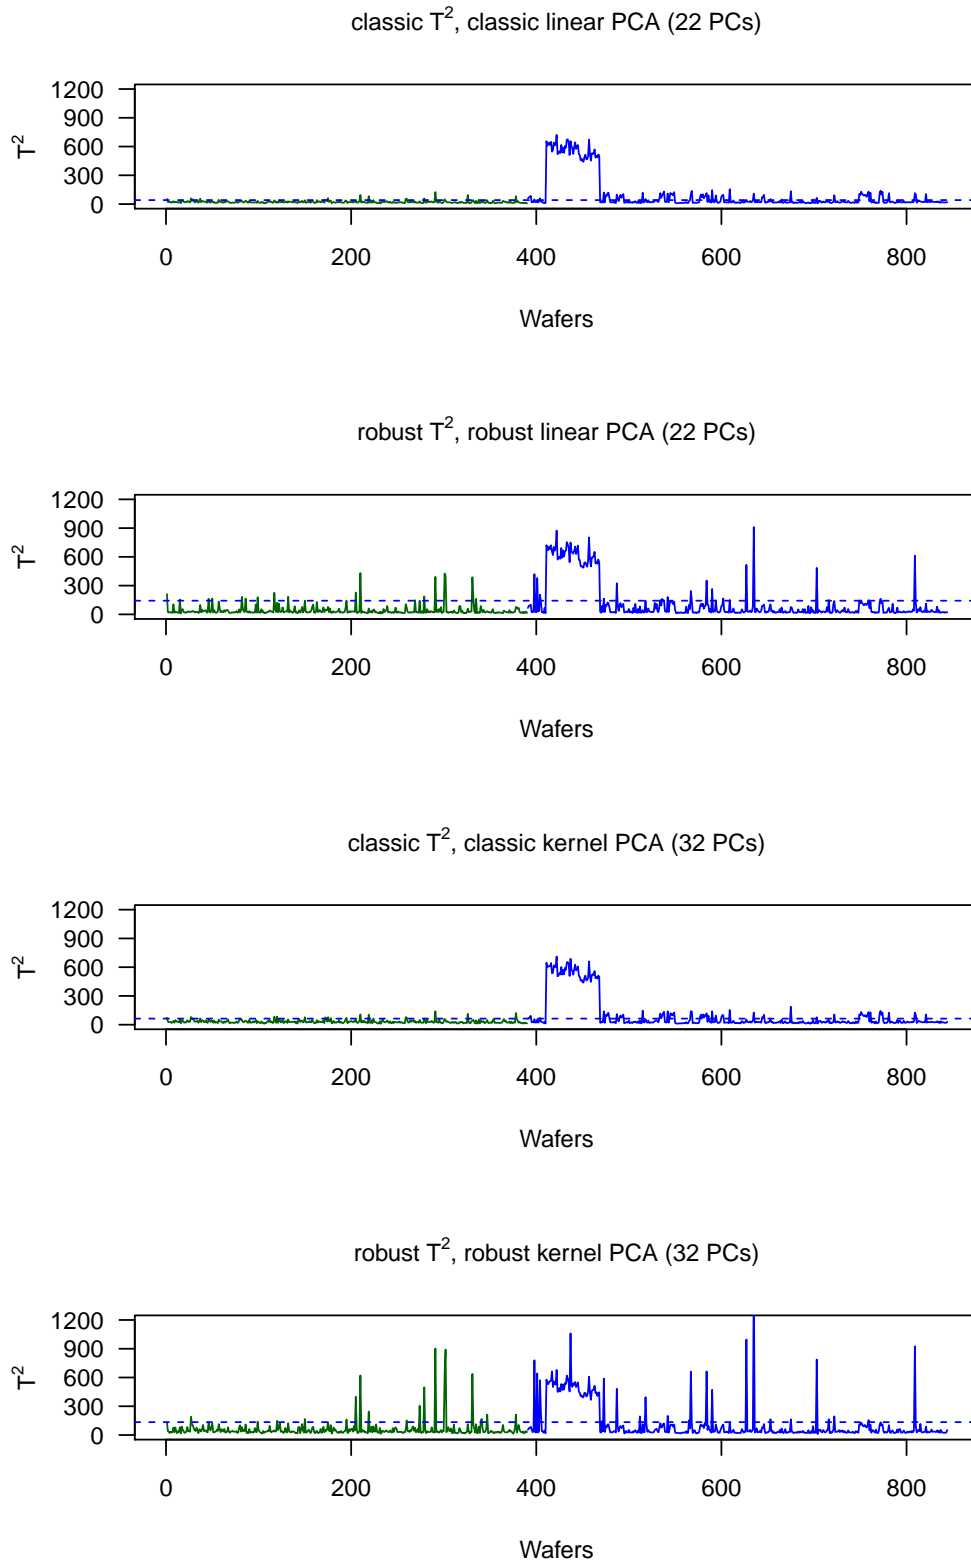 classic T², classic linear PCA (22 PCs)
1200
900
600
300
0
T²
0 200 400 600 800
Wafers
robust T², robust linear PCA (22 PCs)
1200
900
600
300
0
T²
0 200 400 600 800
Wafers
classic T², classic kernel PCA (32 PCs)
1200
900
600
300
0
T²
0 200 400 600 800
Wafers
robust T², robust kernel PCA (32 PCs)
1200
900
600
300
0
T²
0 200 400 600 800
Wafers